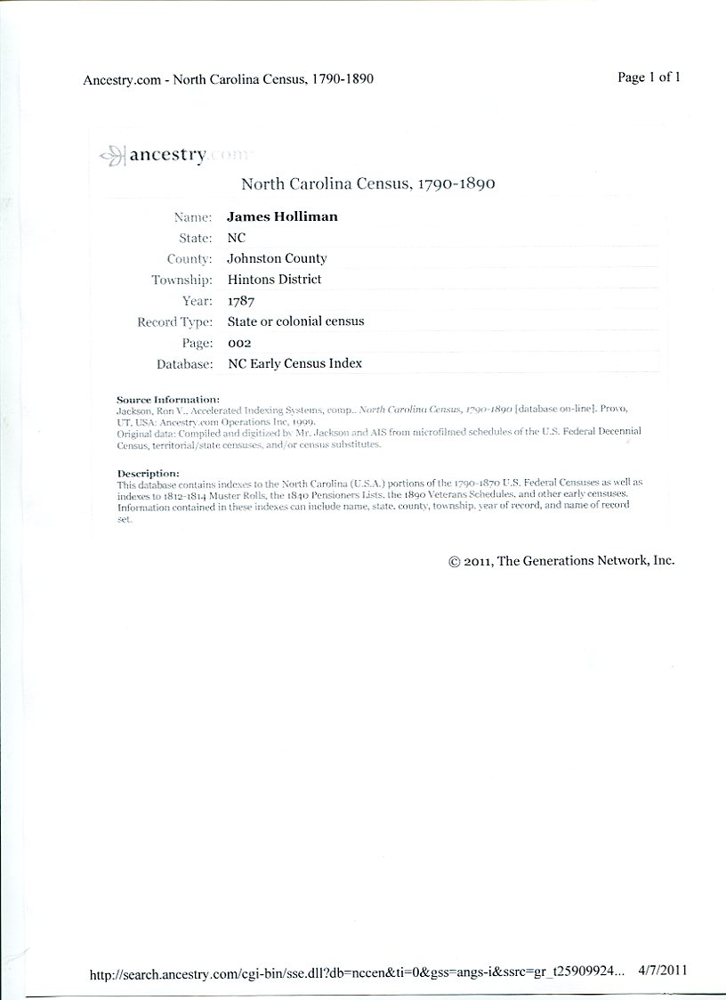 Ancestry.com - North Carolina Census, 1790-1890
Page 1 of 1
ancestry.com
North Carolina Census, 1790-1890
Name: James Holliman
State: NC
County: Johnston County
Township: Hintons District
Year: 1787
Record Type: State or colonial census
Page: 002
Database: NC Early Census Index
Source Information:
Jackson, Ron V., Accelerated Indexing Systems, comp.. North Carolina Census, 1790-1890 [database on-line]. Provo,
UT, USA: Ancestry.com Operations Inc, 1999.
Original data: Compiled and digitized by Mr. Jackson and AIS from microfilmed schedules of the U.S. Federal Decennial
Census, territorial/state censuses, and/or census substitutes.
Description:
This database contains indexes to the North Carolina (U.S.A.) portions of the 1790-1870 U.S. Federal Censuses as well as
indexes to 1812-1814 Muster Rolls, the 1840 Pensioners Lists, the 1890 Veterans Schedules, and other early censuses.
Information contained in these indexes can include name, state, county, township, year of record, and name of record
set.
© 2011, The Generations Network, Inc.
http://search.ancestry.com/cgi-bin/sse.dll?db=nccen&ti=0&gss=angs-i&ssrc=gr_t25909924... 4/7/2011